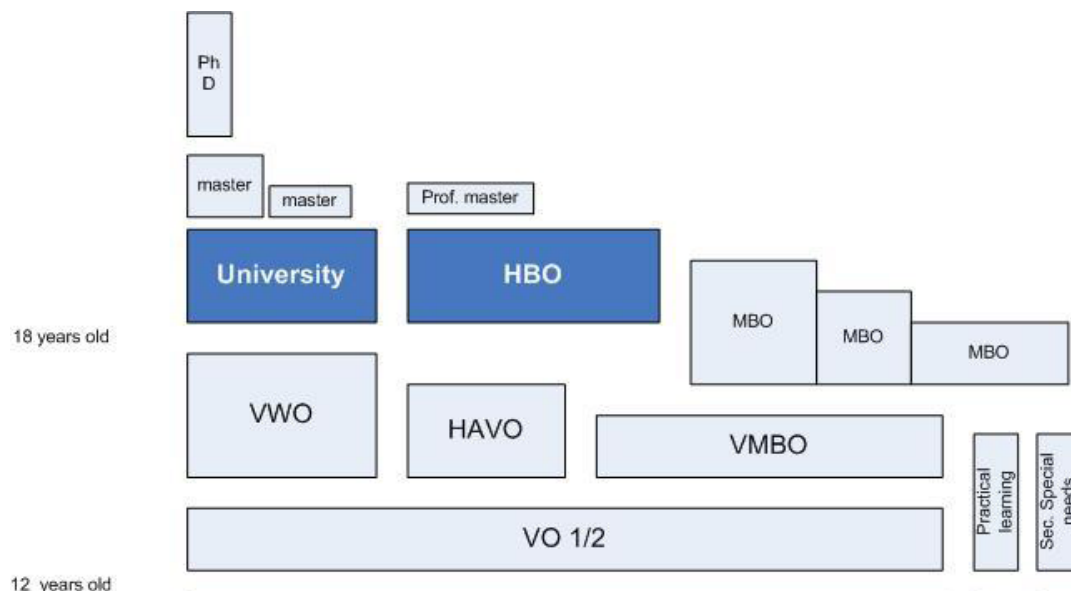 Ph
D
master
master
Prof. master
University
HBO
MBO
MBO
MBO
18 years old
VWO
HAVO
VMBO
Practical
learning
Sec. Special
needs
VO 1/2
12 years old